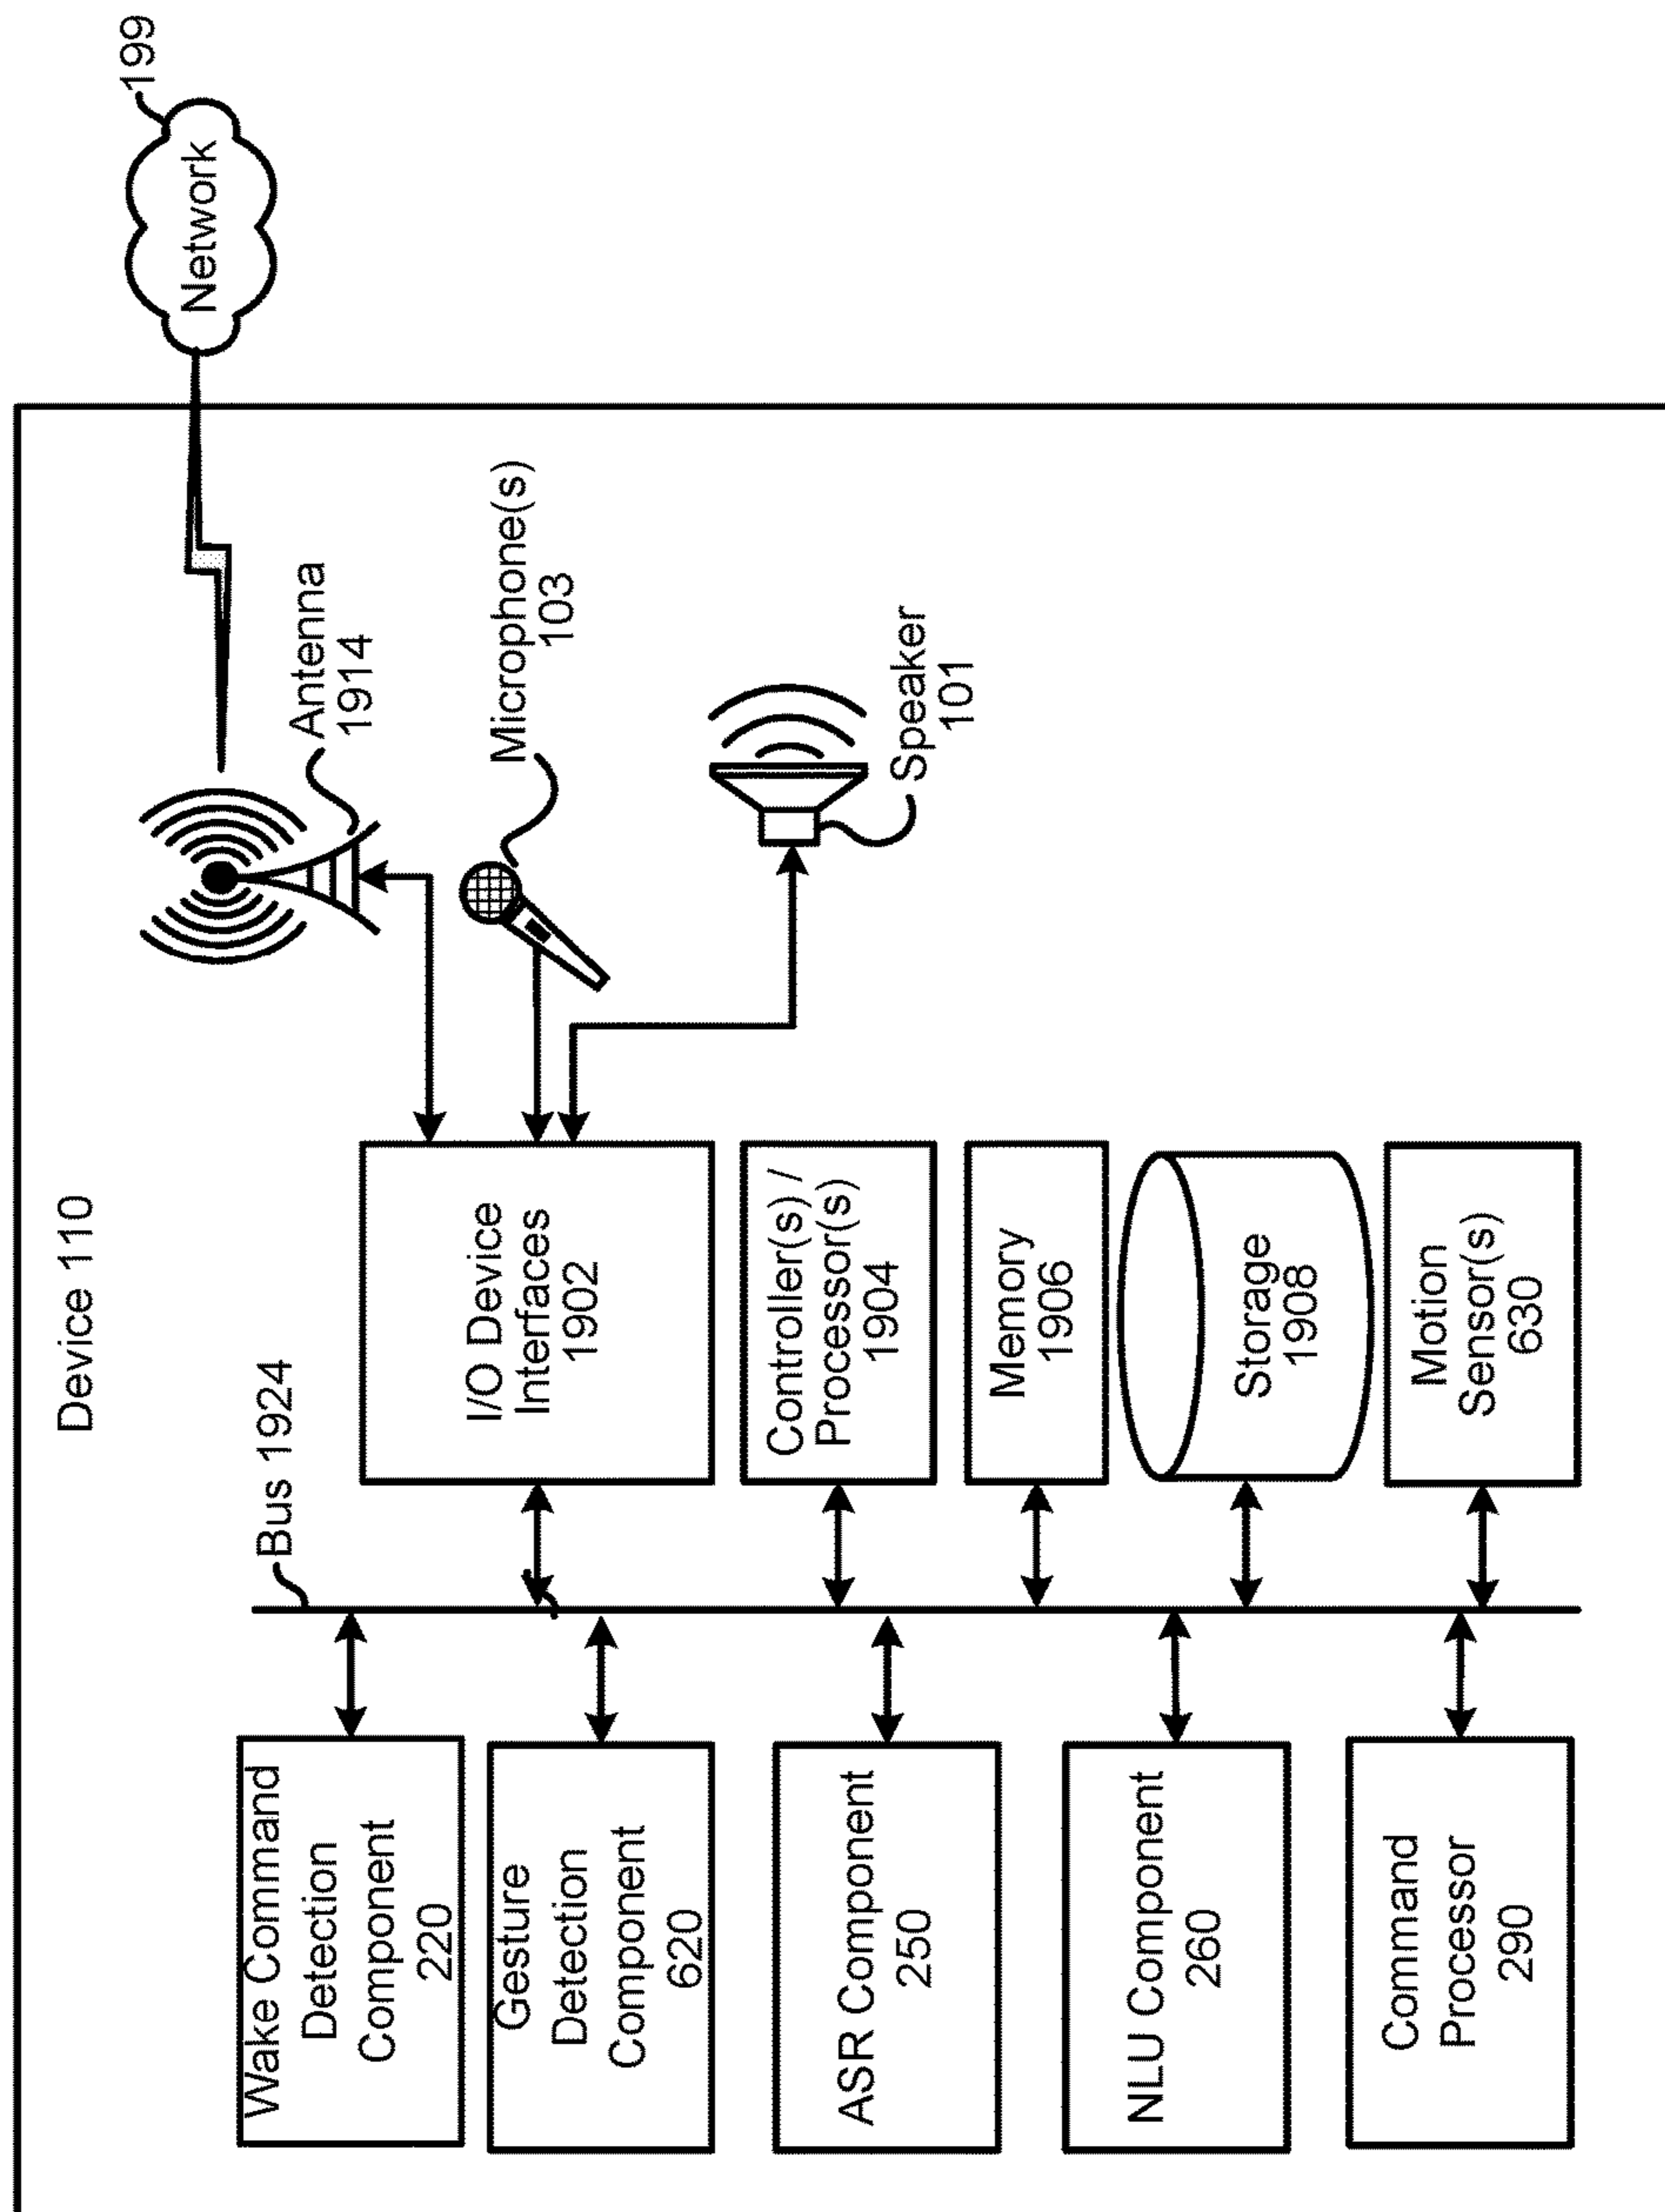 Device 110
Bus 1924
Wake Command
Detection
Component
220
Gesture
Detection
Component
620
ASR Component
250
NLU Component
260
Command
Processor
290
I/O Device
Interfaces
1902
Controller(s) /
Processor(s)
1904
Memory
1906
Storage
1908
Motion
Sensor(s)
630
Antenna
1914
Microphone(s)
103
Speaker
101
Network
199